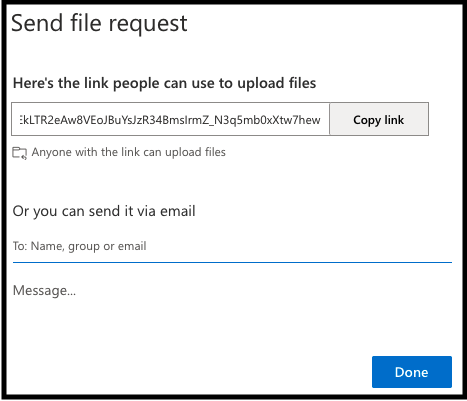 Send file request
Here's the link people can use to upload files
EkLTR2eAw8VEoJBuYsJzR34BmsIrmZ_N3q5mb0xXtw7hew
Copy link
Anyone with the link can upload files
Or you can send it via email
To: Name, group or email
Message...
Done